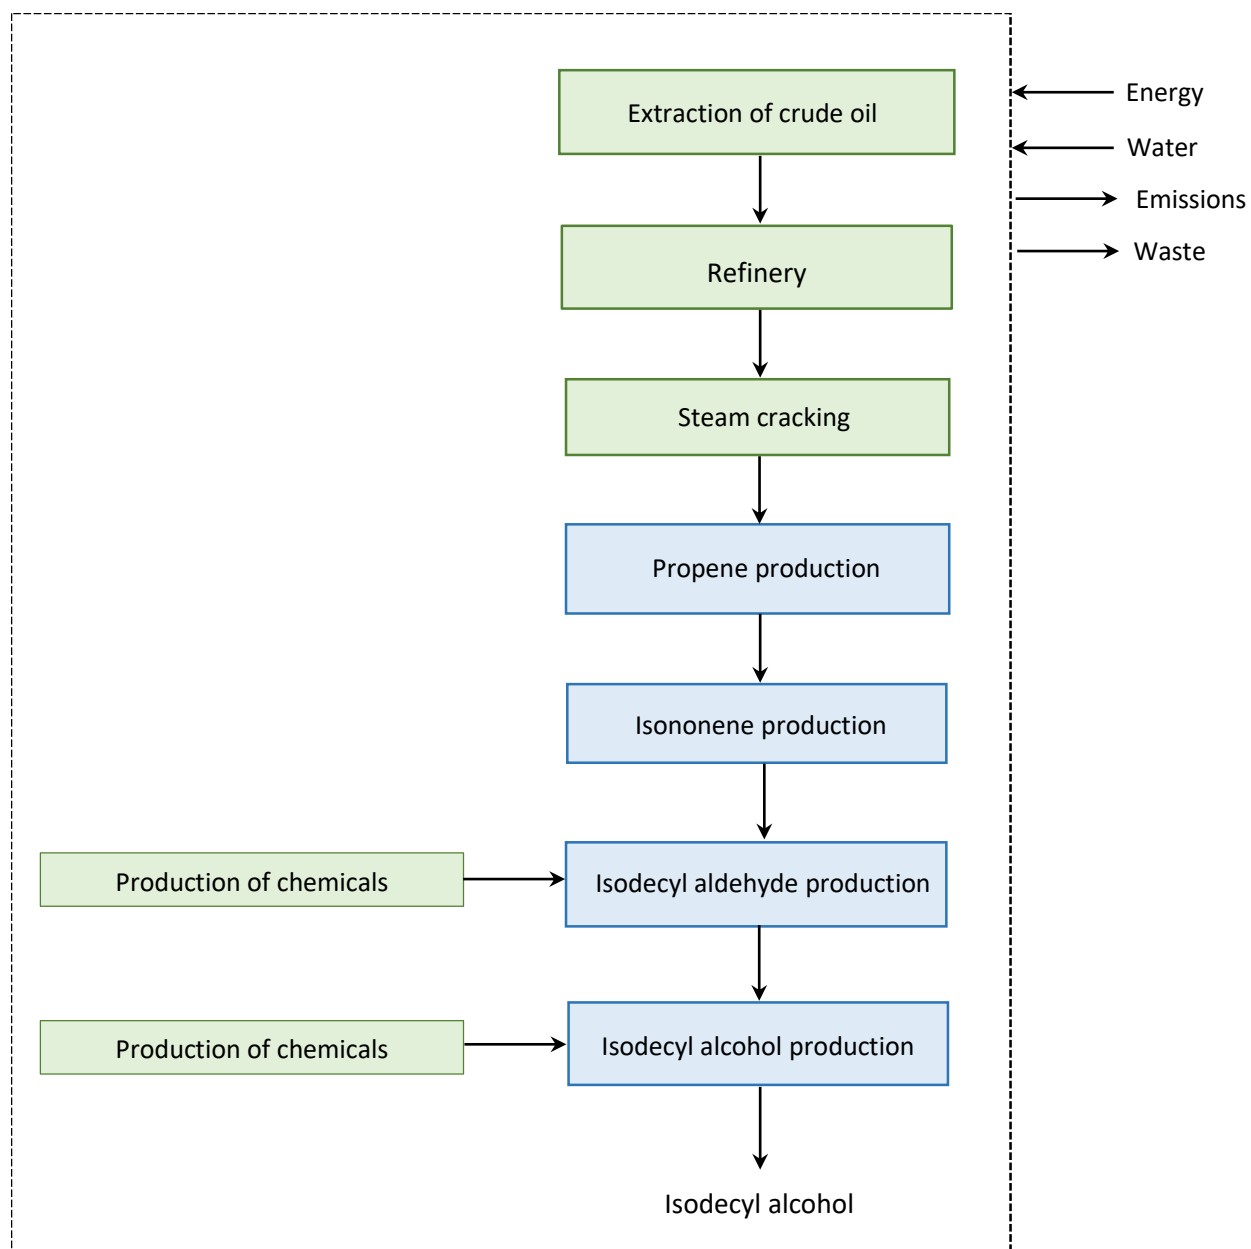 Extraction of crude oil
Energy
Water
Emissions
Waste
Refinery
Steam cracking
Propene production
Isononene production
Production of chemicals
Isodecyl aldehyde production
Production of chemicals
Isodecyl alcohol production
Isodecyl alcohol